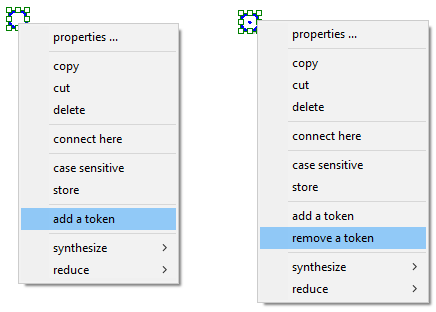 properties ...
copy
cut
delete
connect here
case sensitive
store
add a token
synthesize
reduce
properties ...
copy
cut
delete
connect here
case sensitive
store
add a token
remove a token
synthesize
reduce